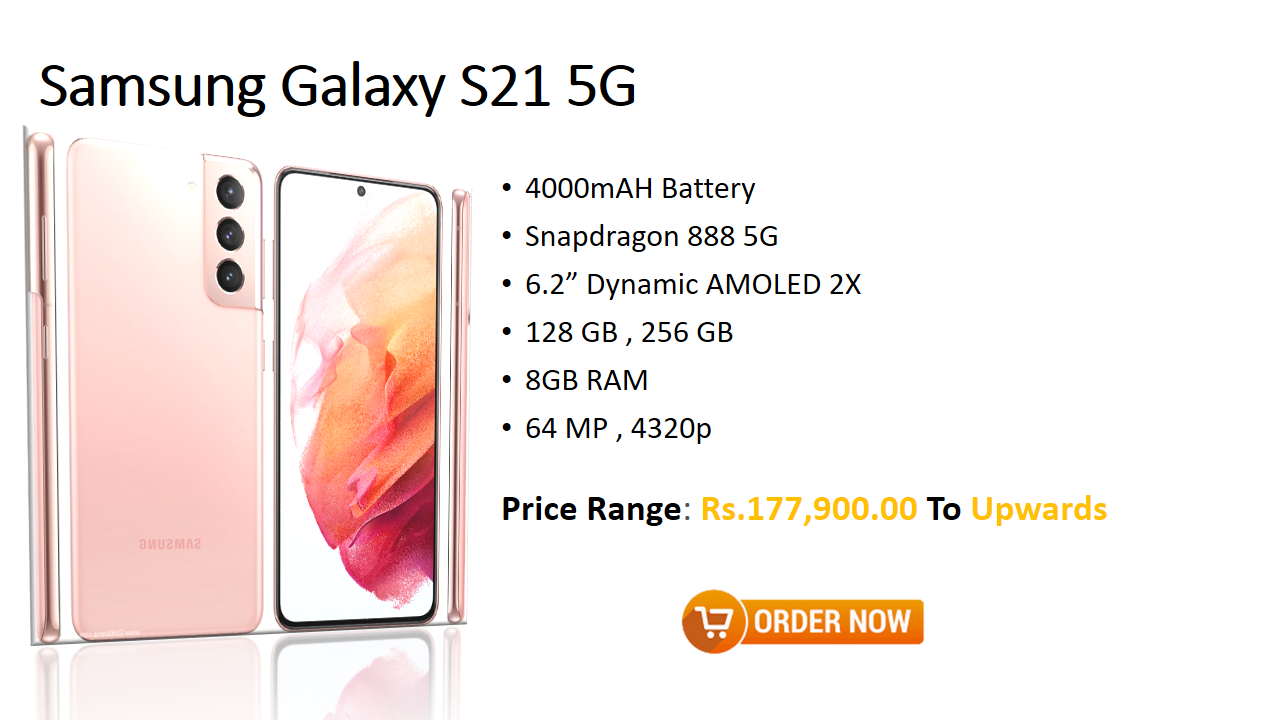 Samsung Galaxy S21 5G
• 4000mAH Battery
• Snapdragon 888 5G
• 6.2” Dynamic AMOLED 2X
• 128 GB , 256 GB
• 8GB RAM
• 64 MP , 4320p
Price Range: Rs.177,900.00 To Upwards
SAMSUNG
ORDER NOW